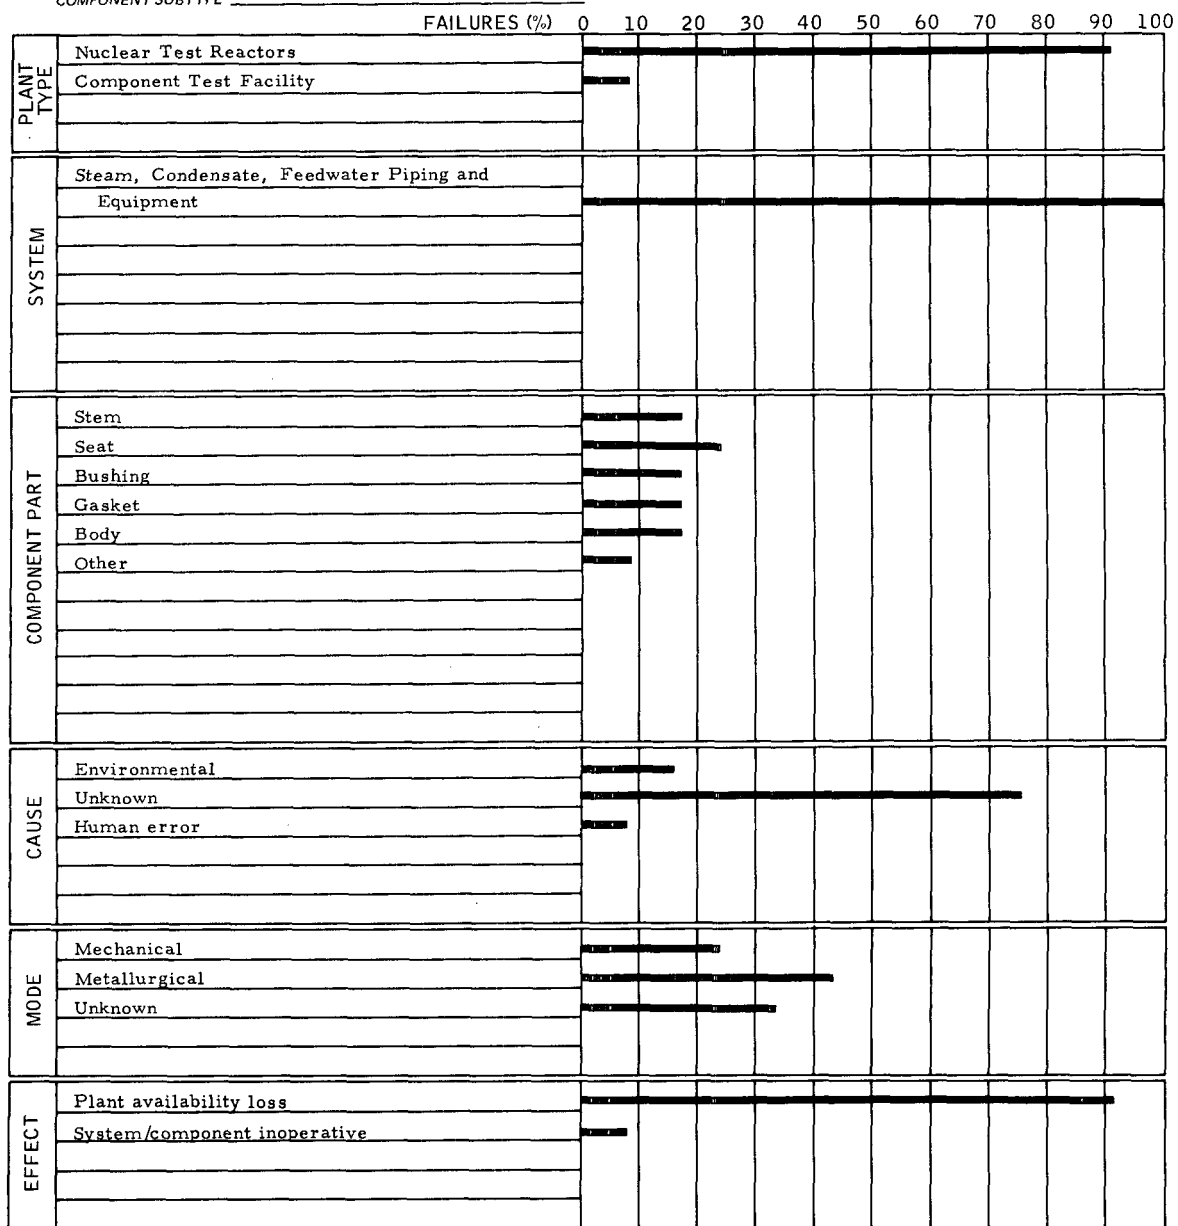 COMPONENT SUBTYPE
FAILURES (%) 0 10 20 30 40 50 60 70 80 90 100
PLANT TYPE
Nuclear Test Reactors
Component Test Facility
SYSTEM
Steam, Condensate, Feedwater Piping and
Equipment
COMPONENT PART
Stem
Seat
Bushing
Gasket
Body
Other
CAUSE
Environmental
Unknown
Human error
MODE
Mechanical
Metallurgical
Unknown
EFFECT
Plant availability loss
System/component inoperative